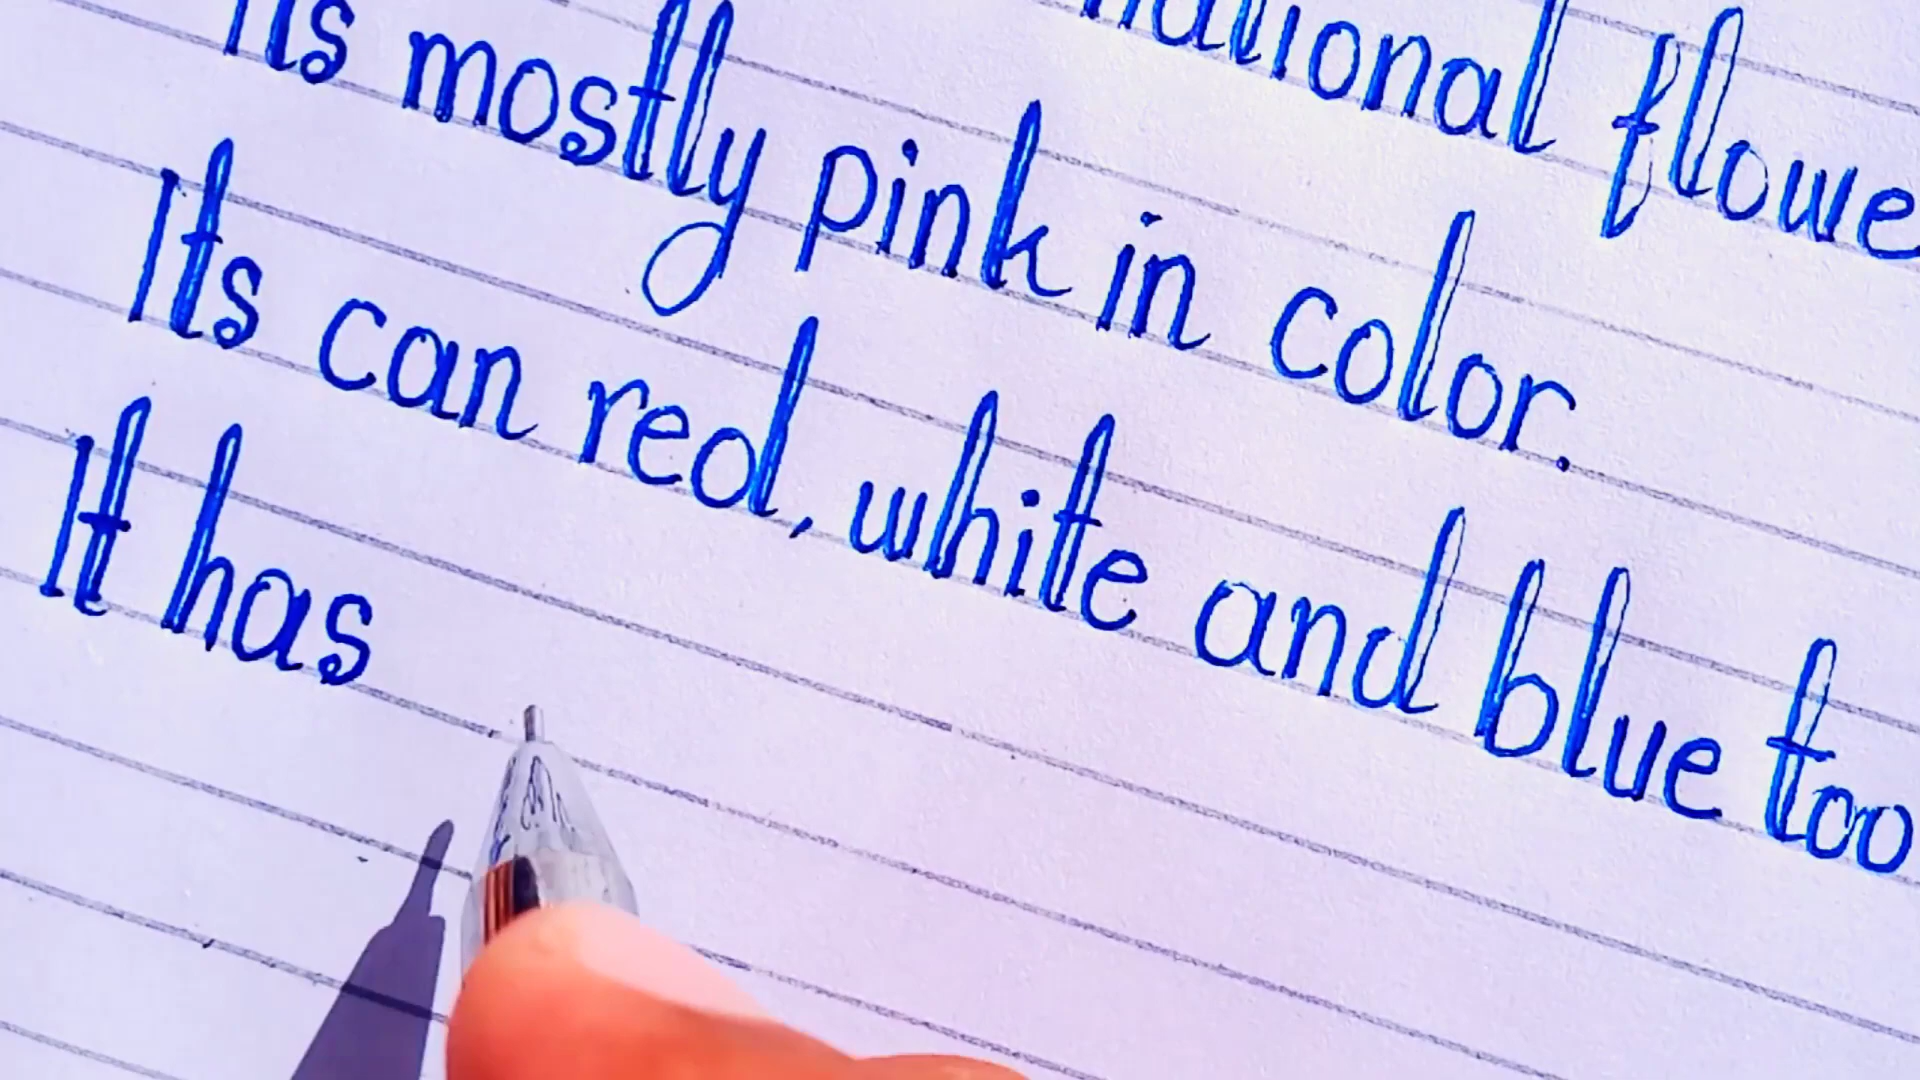 national flowe
Its mostly pink in color.
Its can red, white and blue too
It has